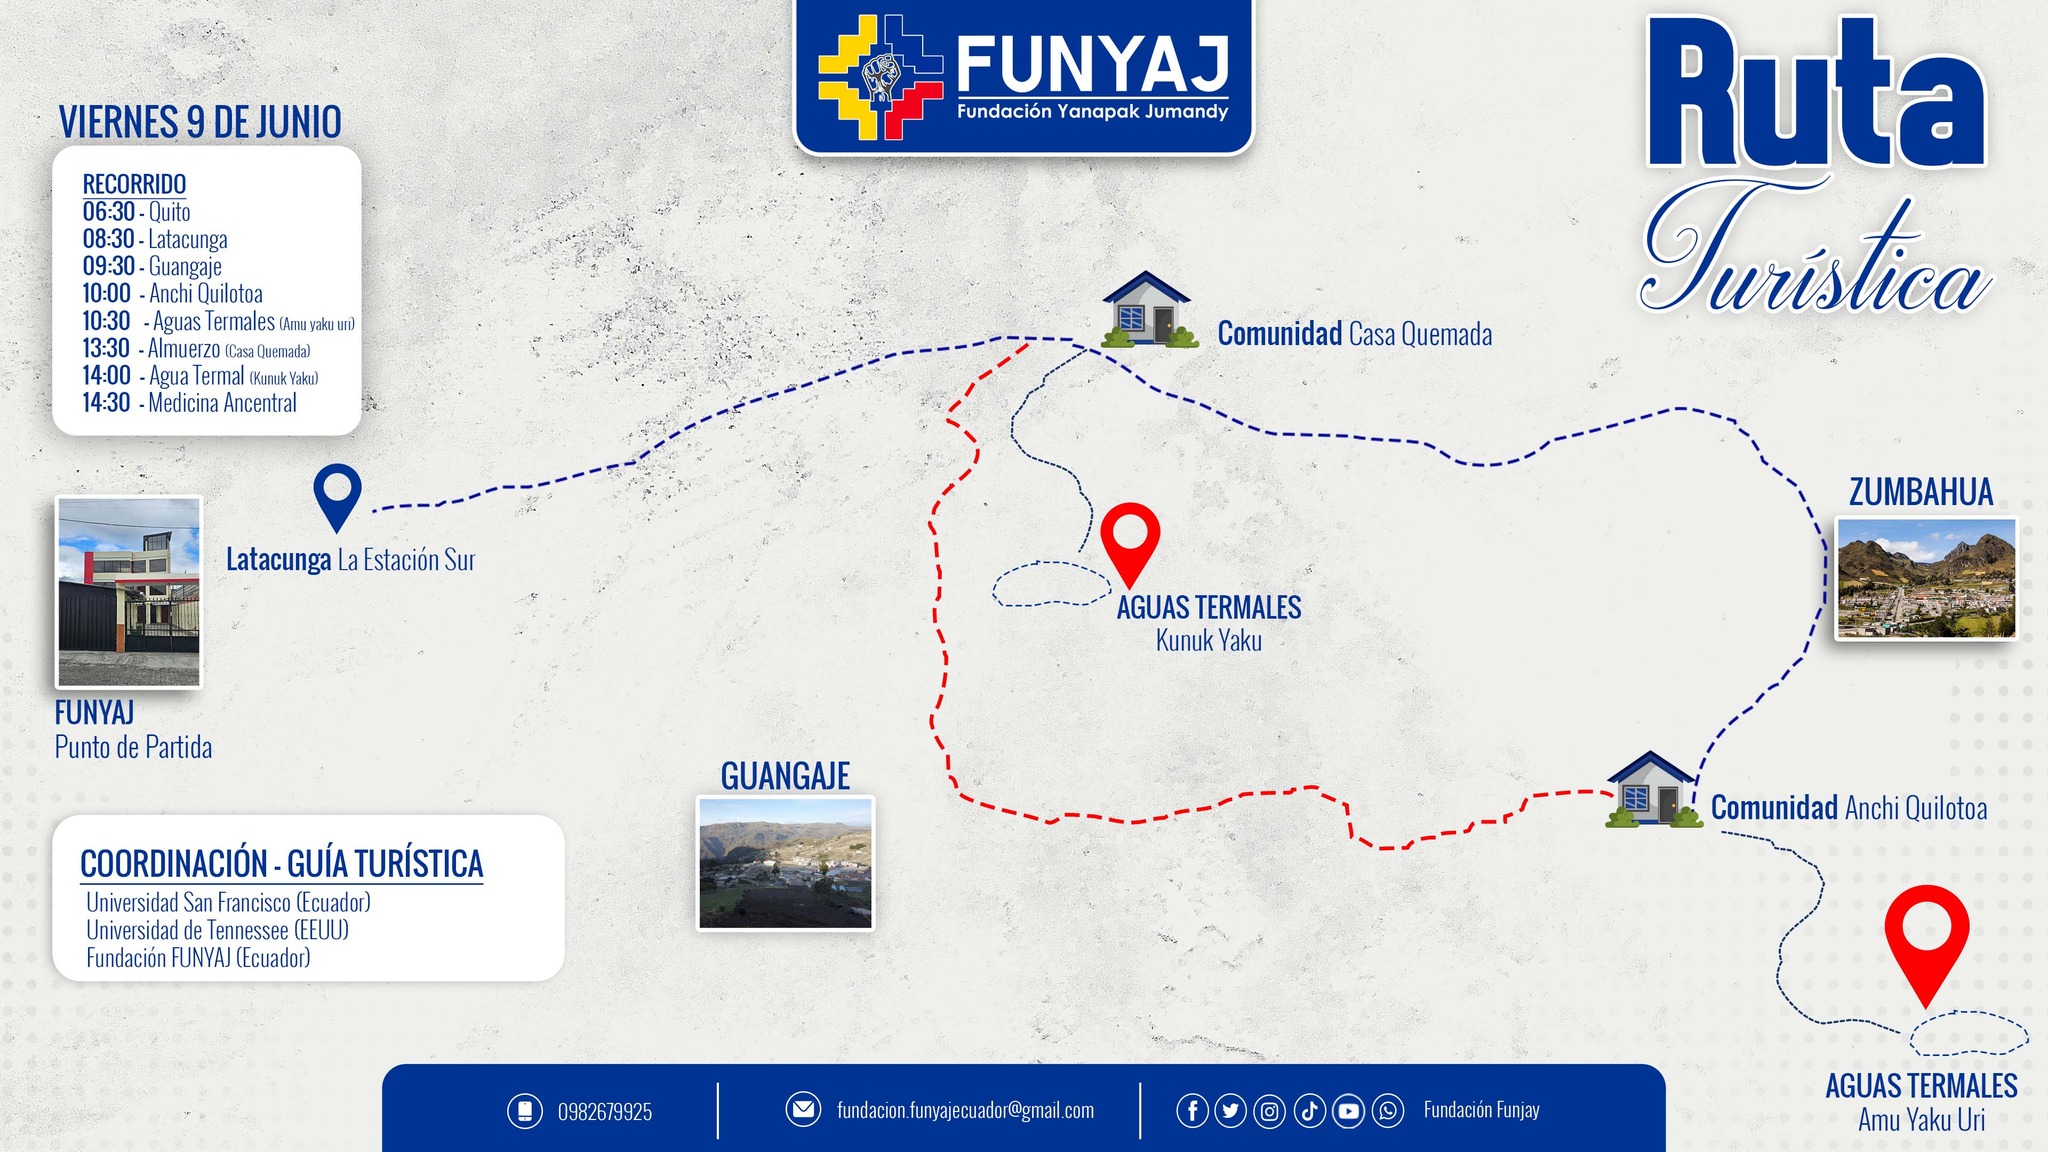 FUNYAJ
Fundación Yanapak Jumandy
Ruta
Turística
VIERNES 9 DE JUNIO
RECORRIDO
06:30 - Quito
08:30 - Latacunga
09:30 - Guangaje
10:00 - Anchi Quilotoa
10:30 - Aguas Termales (Amu yaku uri)
13:30 - Almuerzo (Casa Quemada)
14:00 - Agua Termal (Kunuk Yaku)
14:30 - Medicina Ancentral
Comunidad Casa Quemada
ZUMBAHUA
Latacunga La Estación Sur
AGUAS TERMALES
Kunuk Yaku
FUNYAJ
Punto de Partida
GUANGAJE
Comunidad Anchi Quilotoa
COORDINACIÓN - GUÍA TURÍSTICA
Universidad San Francisco (Ecuador)
Universidad de Tennessee (EEUU)
Fundación FUNYAJ (Ecuador)
AGUAS TERMALES
Amu Yaku Uri
0982679925
fundacion.funyajecuador@gmail.com
Fundación Funjay